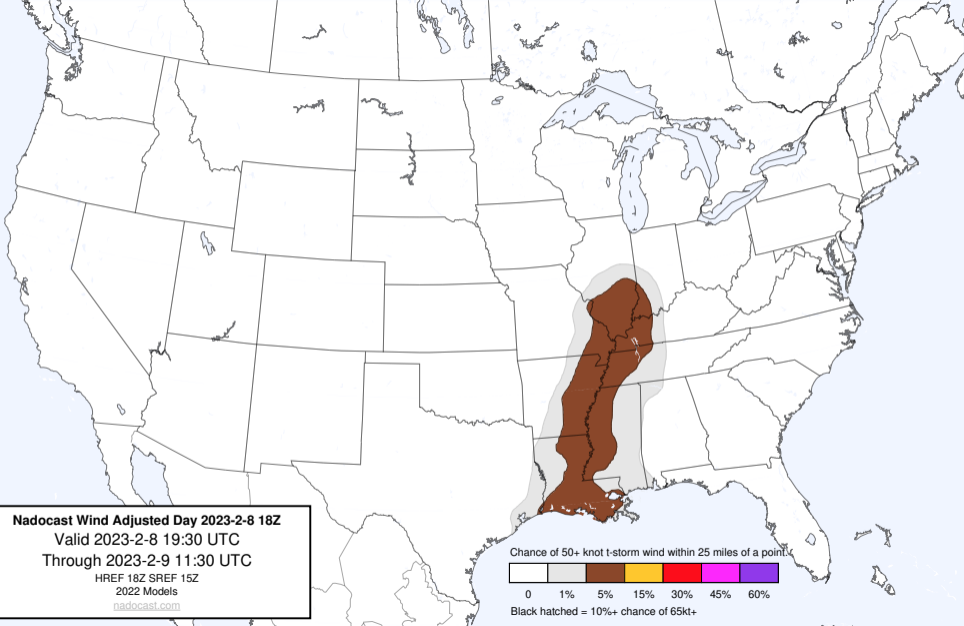 Nadocast Wind Adjusted Day 2023-2-8 18Z
Valid 2023-2-8 19:30 UTC
Through 2023-2-9 11:30 UTC
HREF 18Z SREF 15Z
2022 Models
nadocast.com
Chance of 50+ knot t-storm wind within 25 miles of a point.
0 1% 5% 15% 30% 45% 60%
Black hatched = 10%+ chance of 65kt+